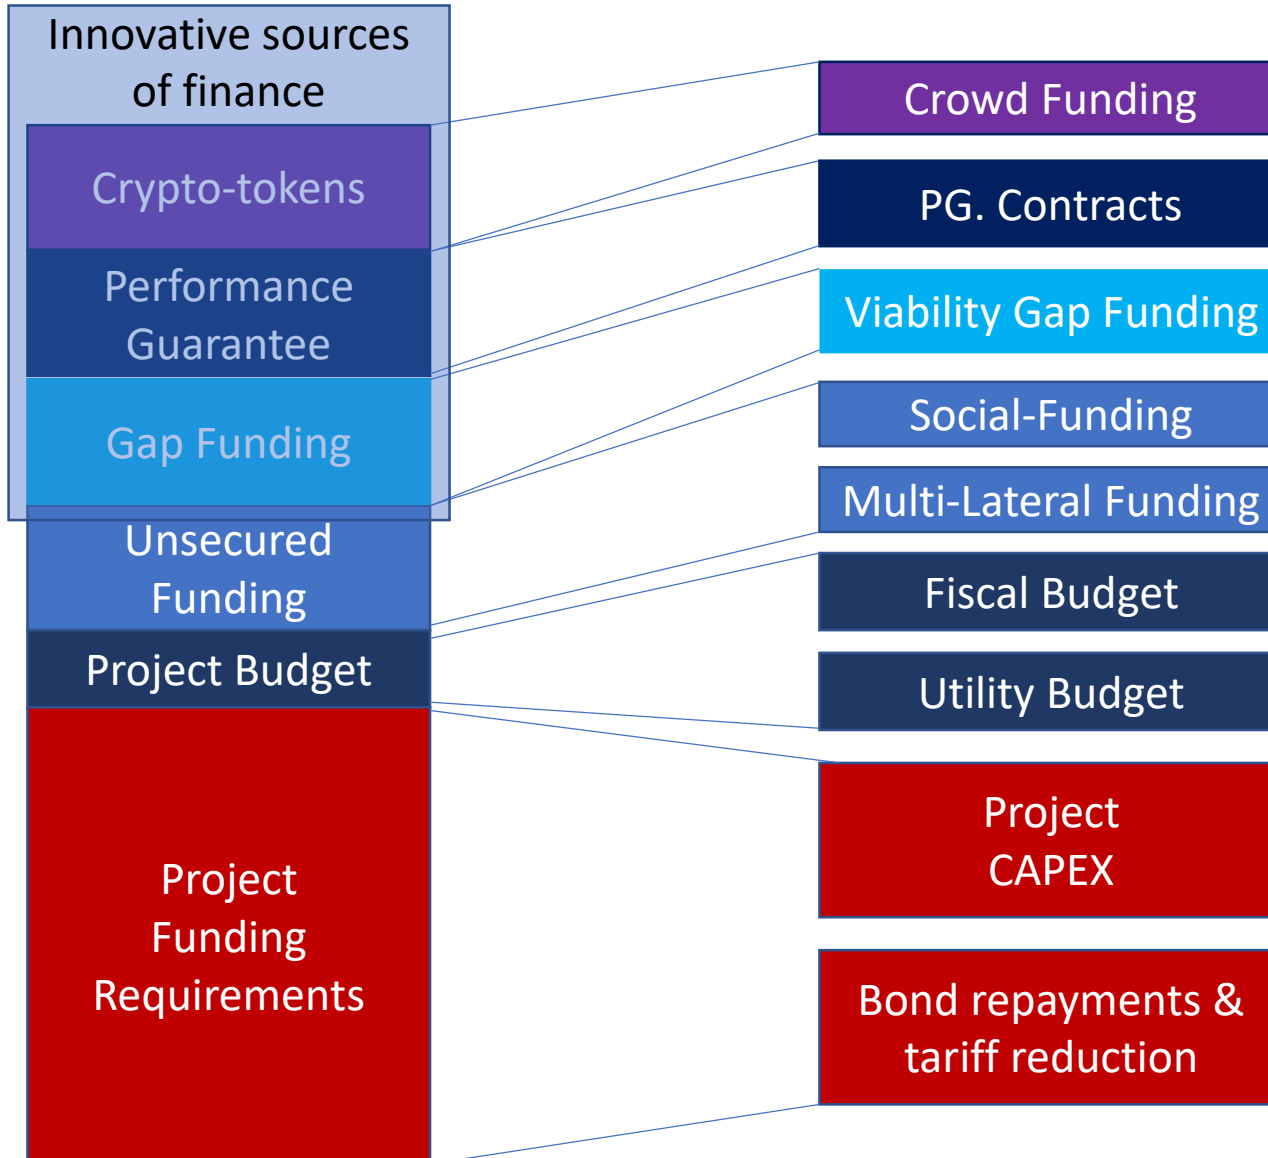 Innovative sources
of finance
Crypto-tokens
Performance
Guarantee
Gap Funding
Unsecured
Funding
Project Budget
Project
Funding
Requirements
Crowd Funding
PG. Contracts
Viability Gap Funding
Social-Funding
Multi-Lateral Funding
Fiscal Budget
Utility Budget
Project
CAPEX
Bond repayments &
tariff reduction